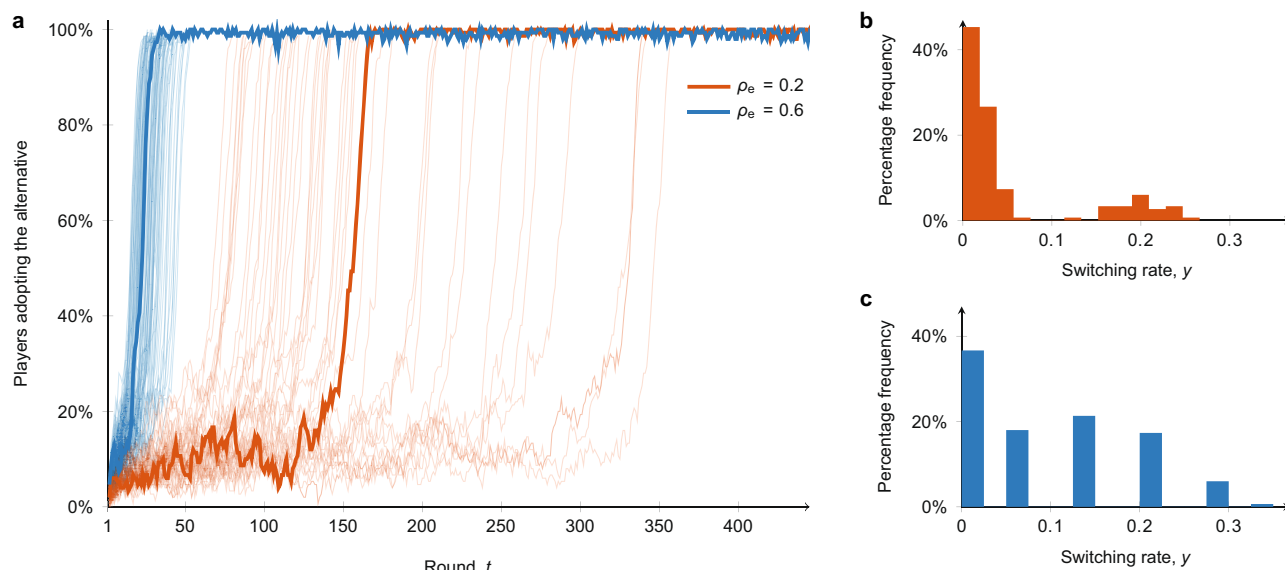 a
Players adopting the alternative
100%
80%
60%
40%
20%
0%
1
50
100
150
200
250
300
350
400
Round, t
ρe = 0.2
ρe = 0.6
b
Percentage frequency
40%
20%
0%
0
0.1
0.2
0.3
Switching rate, y
c
Percentage frequency
40%
20%
0%
0
0.1
0.2
0.3
Switching rate, y